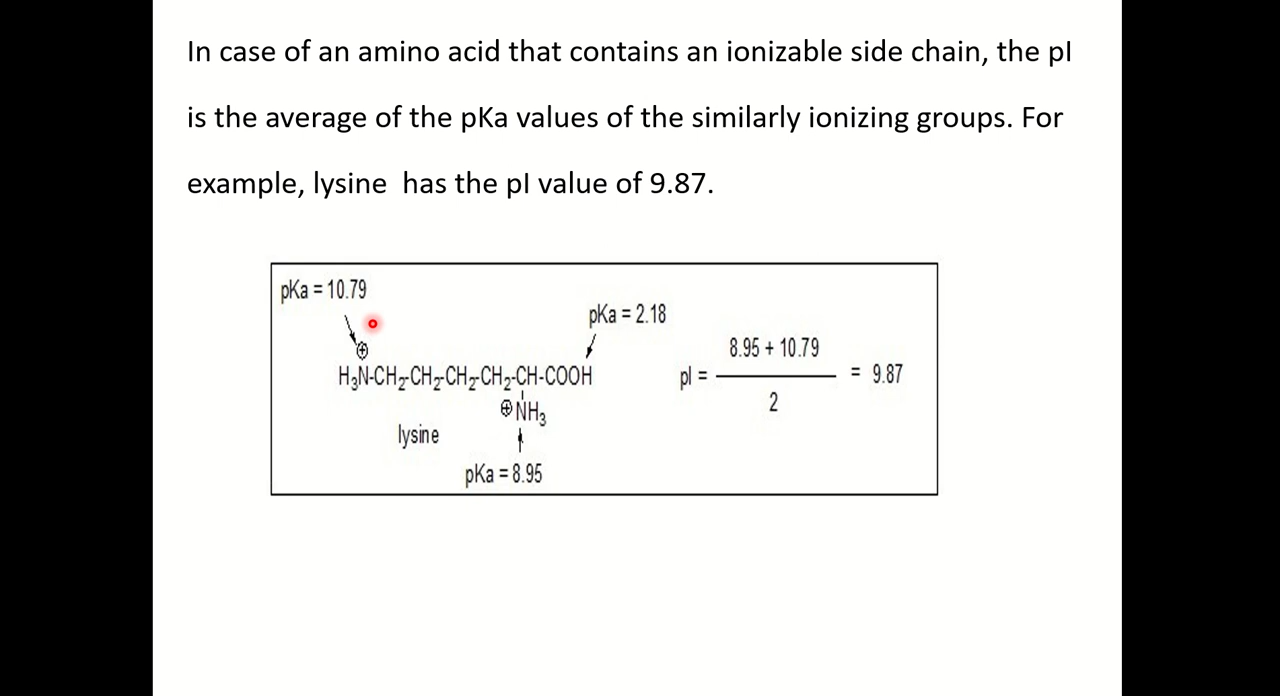 In case of an amino acid that contains an ionizable side chain, the pI
is the average of the pKa values of the similarly ionizing groups. For
example, lysine has the pI value of 9.87.
pKa = 10.79
pKa = 2.18
⊕
H₃N-CH₂-CH₂-CH₂-CH₂-CH-COOH
⊕NH₃
lysine
pKa = 8.95
pI = 8.95 + 10.79 / 2 = 9.87